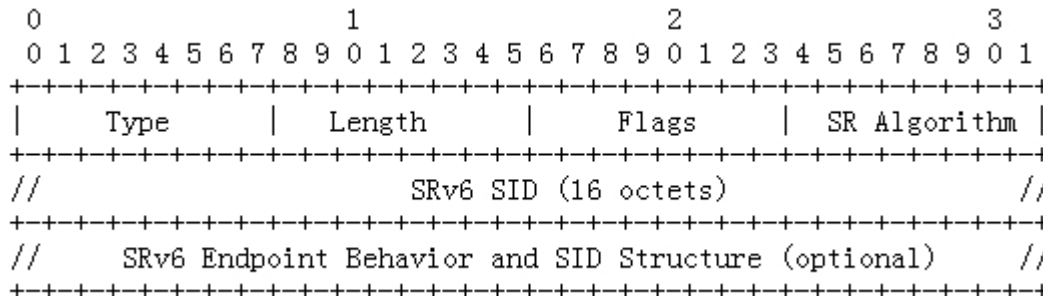 0                   1                   2                   3
 0 1 2 3 4 5 6 7 8 9 0 1 2 3 4 5 6 7 8 9 0 1 2 3 4 5 6 7 8 9 0 1
+-+-+-+-+-+-+-+-+-+-+-+-+-+-+-+-+-+-+-+-+-+-+-+-+-+-+-+-+-+-+-+-+
|     Type      |   Length      |     Flags     |  SR Algorithm |
+-+-+-+-+-+-+-+-+-+-+-+-+-+-+-+-+-+-+-+-+-+-+-+-+-+-+-+-+-+-+-+-+
//                       SRv6 SID (16 octets)                  //
+-+-+-+-+-+-+-+-+-+-+-+-+-+-+-+-+-+-+-+-+-+-+-+-+-+-+-+-+-+-+-+-+
//     SRv6 Endpoint Behavior and SID Structure (optional)     //
+-+-+-+-+-+-+-+-+-+-+-+-+-+-+-+-+-+-+-+-+-+-+-+-+-+-+-+-+-+-+-+-+